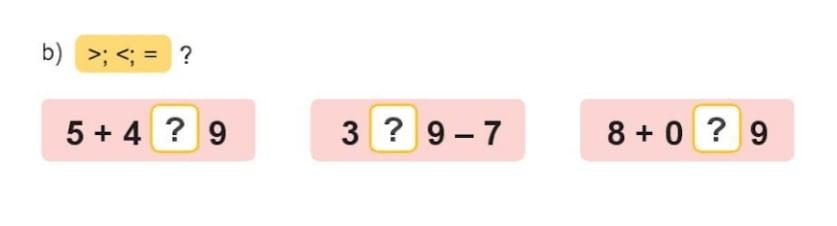 b) >; <; = ?
5 + 4 ? 9
3 ? 9 – 7
8 + 0 ? 9